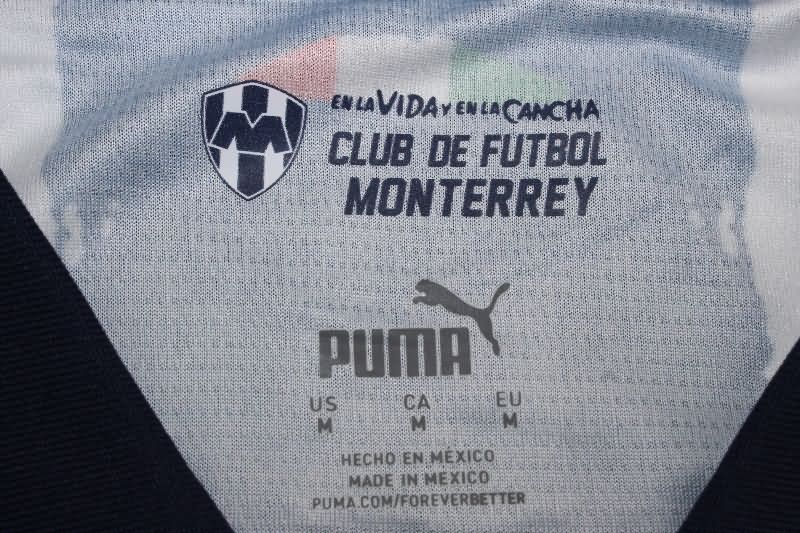 EN LA VIDA Y EN LA CANCHA
CLUB DE FUTBOL
MONTERREY
M
PUMA
US CA EU
M M M
HECHO EN MÉXICO
MADE IN MEXICO
PUMA.COM/FOREVERBETTER